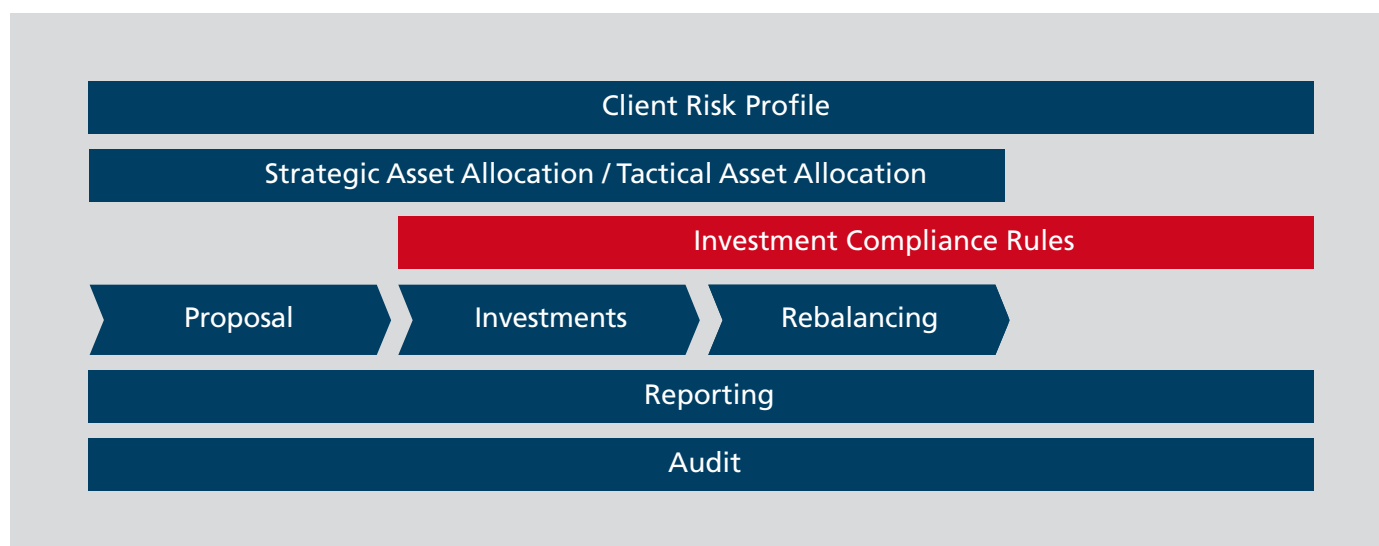 Client Risk Profile
Strategic Asset Allocation / Tactical Asset Allocation
Investment Compliance Rules
Proposal
Investments
Rebalancing
Reporting
Audit